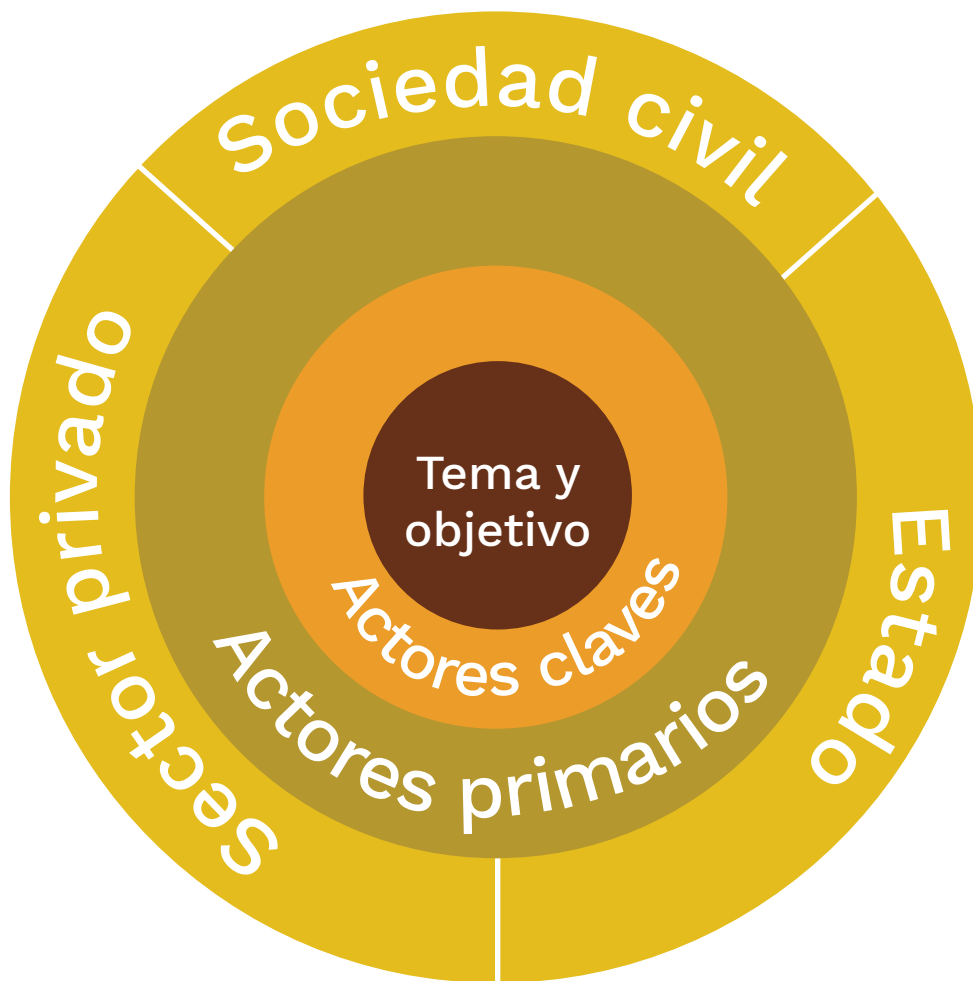 Sociedad civil
Sector privado
Estado
Tema y
objetivo
Actores claves
Actores primarios